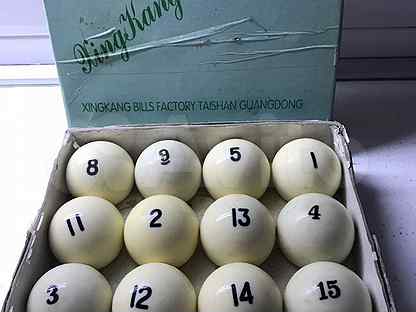 XingKang
XINGKANG BILLS FACTORY TAISHAN GUANGDONG
8 9 5 1
11 2 13 4
3 12 14 15